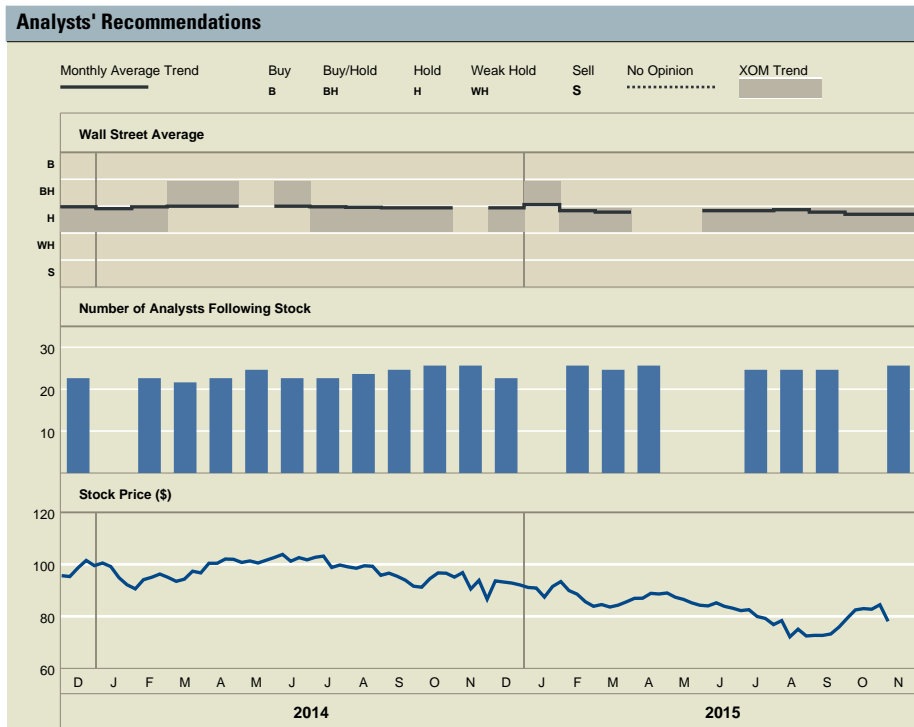 Analysts' Recommendations
Monthly Average Trend Buy Buy/Hold Hold Weak Hold Sell No Opinion XOM Trend
B BH H WH S
Wall Street Average
B
BH
H
WH
S
Number of Analysts Following Stock
30
20
10
Stock Price ($)
120
100
80
60
D J F M A M J J A S O N D J F M A M J J A S O N
2014 2015